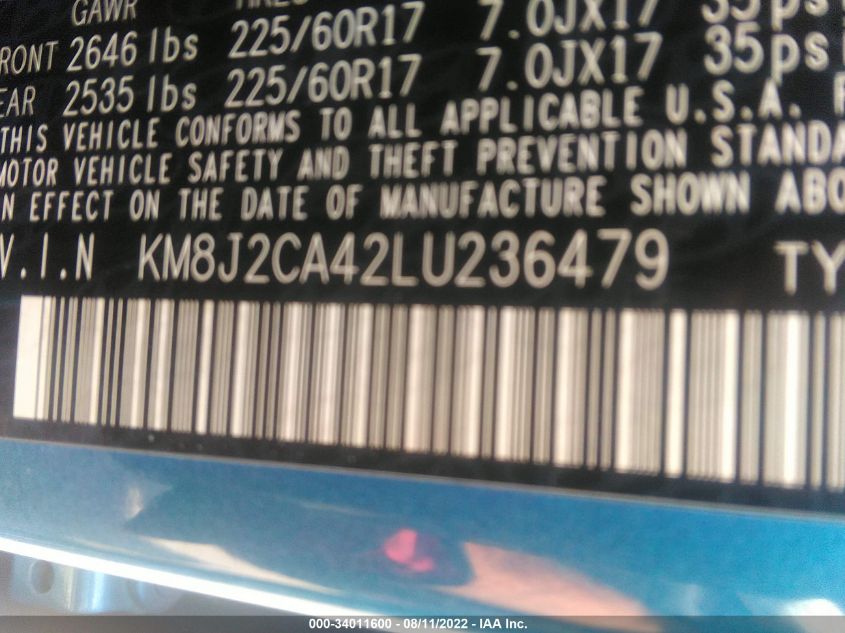 GAWR
FRONT 2646 lbs 225/60R17 7.0JX17 35ps
EAR 2535 lbs 225/60R17 7.0JX17 35ps
THIS VEHICLE CONFORMS TO ALL APPLICABLE U.S.A. F
MOTOR VEHICLE SAFETY AND THEFT PREVENTION STANDA
IN EFFECT ON THE DATE OF MANUFACTURE SHOWN ABO
V.I.N KM8J2CA42LU236479 TY
000-34011600 - 08/11/2022 - IAA Inc.